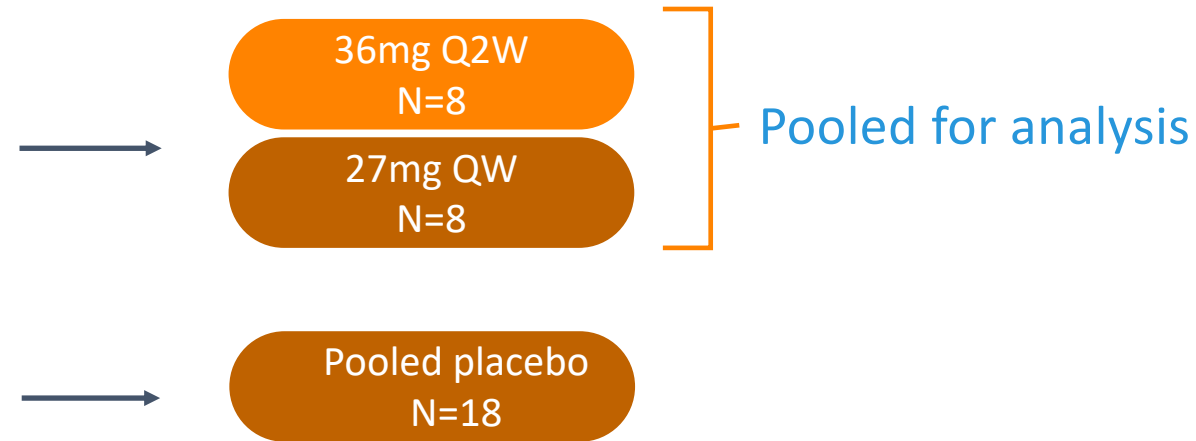 36mg Q2W
N=8
27mg QW
N=8
Pooled for analysis
Pooled placebo
N=18